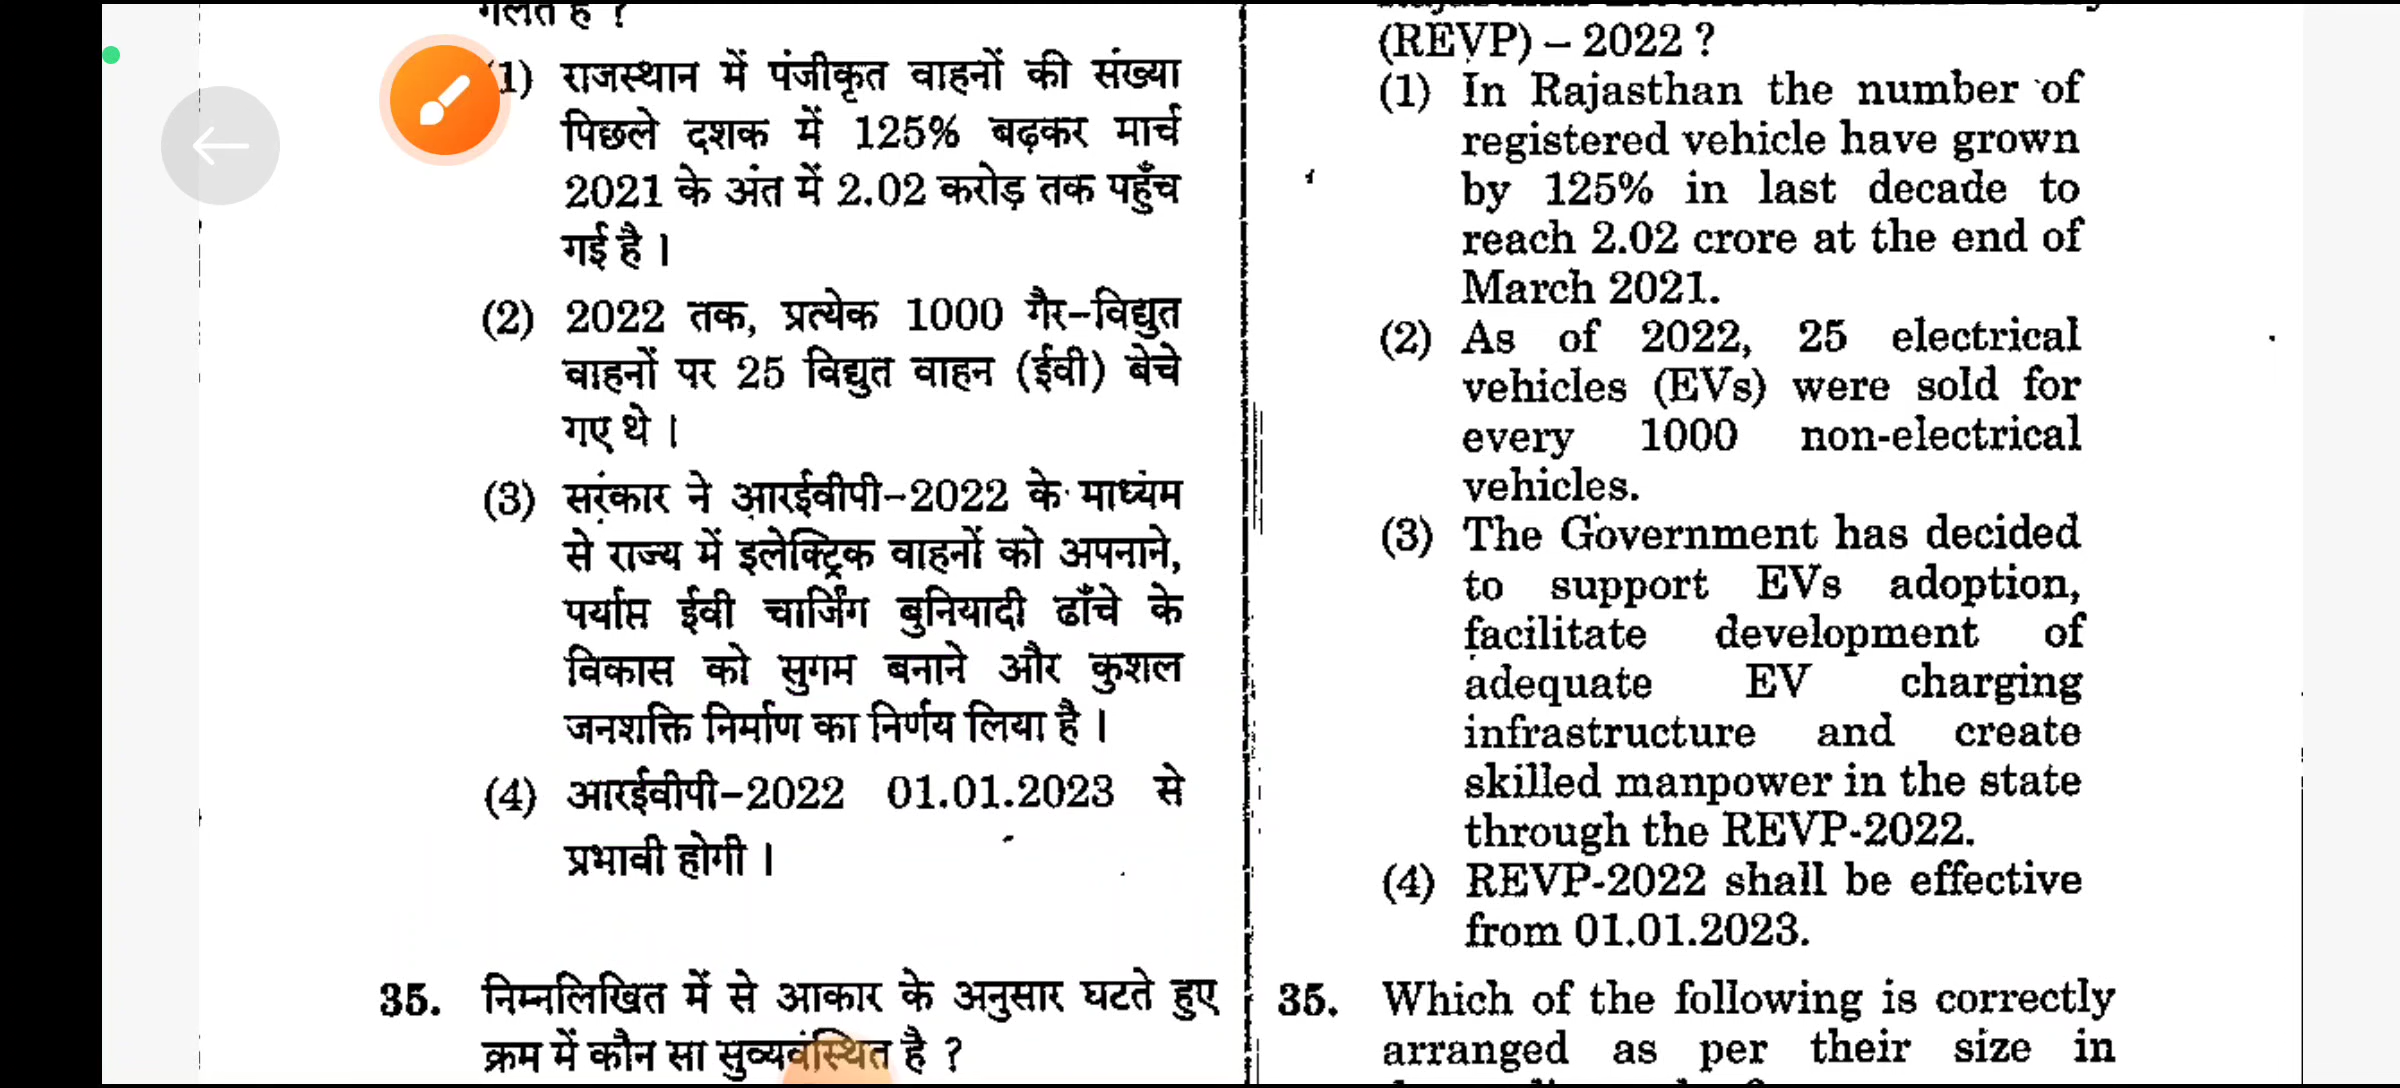 गलत है ?
(1) राजस्थान में पंजीकृत वाहनों की संख्या
पिछले दशक में 125% बढ़कर मार्च
2021 के अंत में 2.02 करोड़ तक पहुँच
गई है ।
(2) 2022 तक, प्रत्येक 1000 गैर-विद्युत
वाहनों पर 25 विद्युत वाहन (ईवी) बेचे
गए थे ।
(3) सरकार ने आरईवीपी-2022 के माध्यम
से राज्य में इलेक्ट्रिक वाहनों को अपनाने,
पर्याप्त ईवी चार्जिंग बुनियादी ढाँचे के
विकास को सुगम बनाने और कुशल
जनशक्ति निर्माण का निर्णय लिया है ।
(4) आरईवीपी-2022 01.01.2023 से
प्रभावी होगी ।
35. निम्नलिखित में से आकार के अनुसार घटते हुए
क्रम में कौन सा सुव्यवस्थित है ?
(REVP) – 2022 ?
(1) In Rajasthan the number of
registered vehicle have grown
by 125% in last decade to
reach 2.02 crore at the end of
March 2021.
(2) As of 2022, 25 electrical
vehicles (EVs) were sold for
every 1000 non-electrical
vehicles.
(3) The Government has decided
to support EVs adoption,
facilitate development of
adequate EV charging
infrastructure and create
skilled manpower in the state
through the REVP-2022.
(4) REVP-2022 shall be effective
from 01.01.2023.
35. Which of the following is correctly
arranged as per their size in